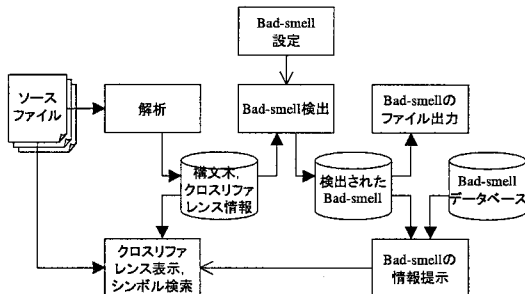 Bad-smell
設定
ソース
ファイル
解析
Bad-smell検出
Bad-smellの
ファイル出力
構文木,
クロスリファ
レンス情報
検出された
Bad-smell
Bad-smell
データベース
クロスリファ
レンス表示,
シンボル検索
Bad-smellの
情報提示